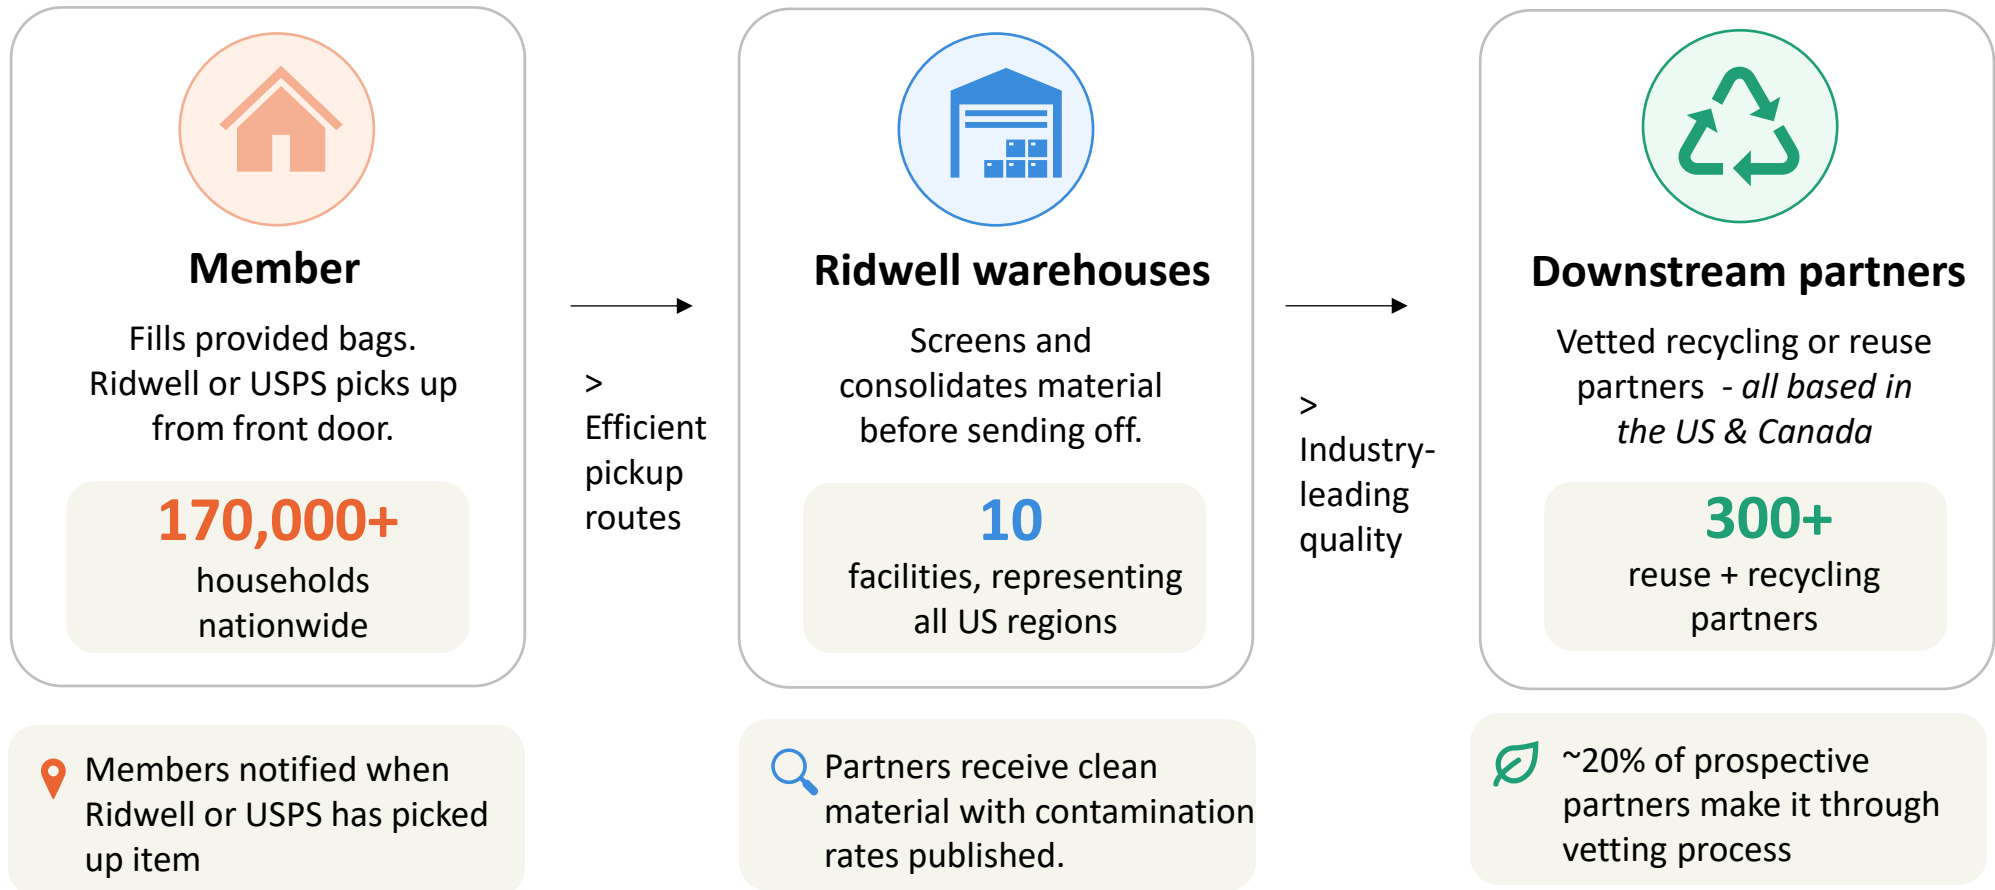 Member
Fills provided bags.
Ridwell or USPS picks up
from front door.
170,000+
households
nationwide
Members notified when
Ridwell or USPS has picked
up item
>
Efficient
pickup
routes
Ridwell warehouses
Screens and
consolidates material
before sending off.
10
facilities, representing
all US regions
Partners receive clean
material with contamination
rates published.
>
Industry-
leading
quality
Downstream partners
Vetted recycling or reuse
partners - all based in
the US & Canada
300+
reuse + recycling
partners
~20% of prospective
partners make it through
vetting process